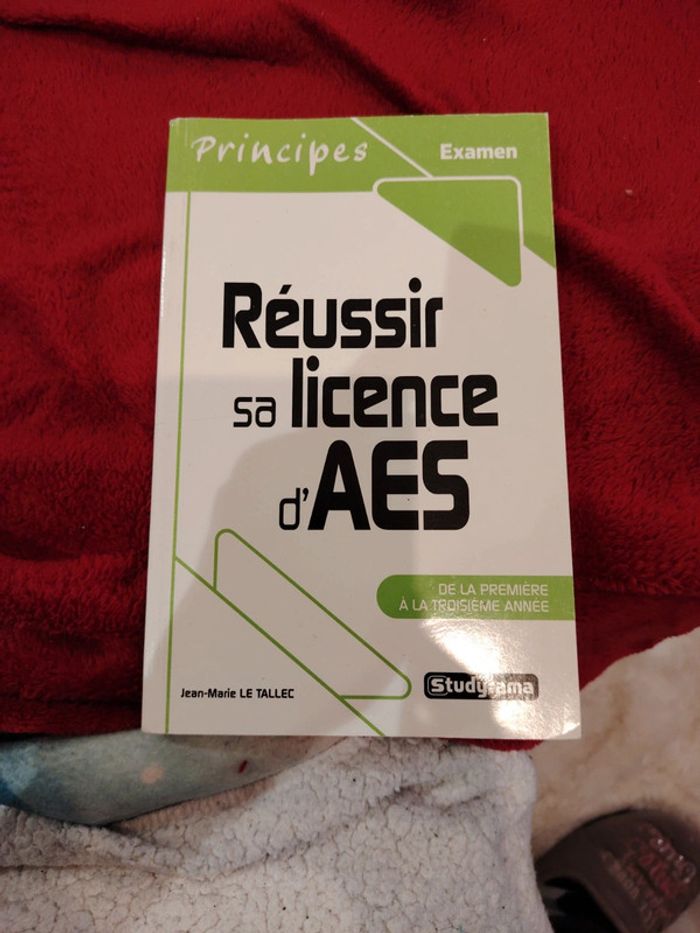 Principes
Examen
Réussir
sa licence
d'AES
DE LA PREMIÈRE
À LA TROISIÈME ANNÉE
Jean-Marie LE TALLEC
Studyrama